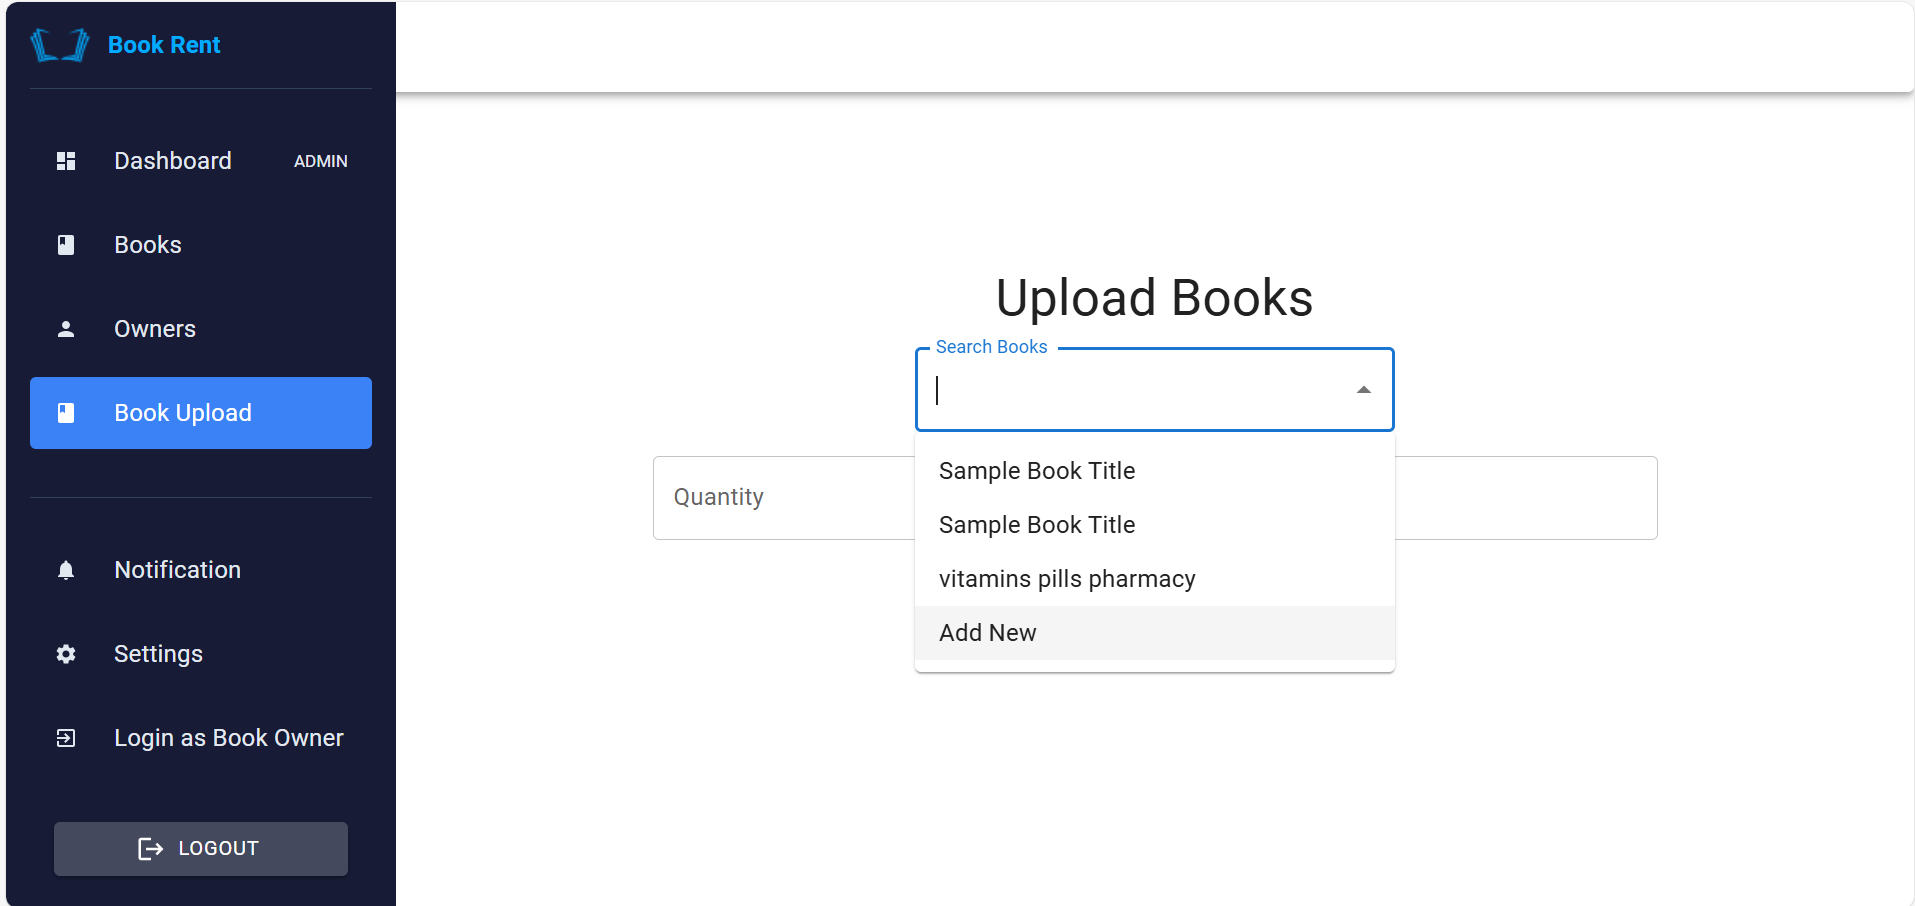 Book Rent
Dashboard ADMIN
Books
Owners
Book Upload
Notification
Settings
Login as Book Owner
LOGOUT
Upload Books
Search Books
Quantity
Sample Book Title
Sample Book Title
vitamins pills pharmacy
Add New